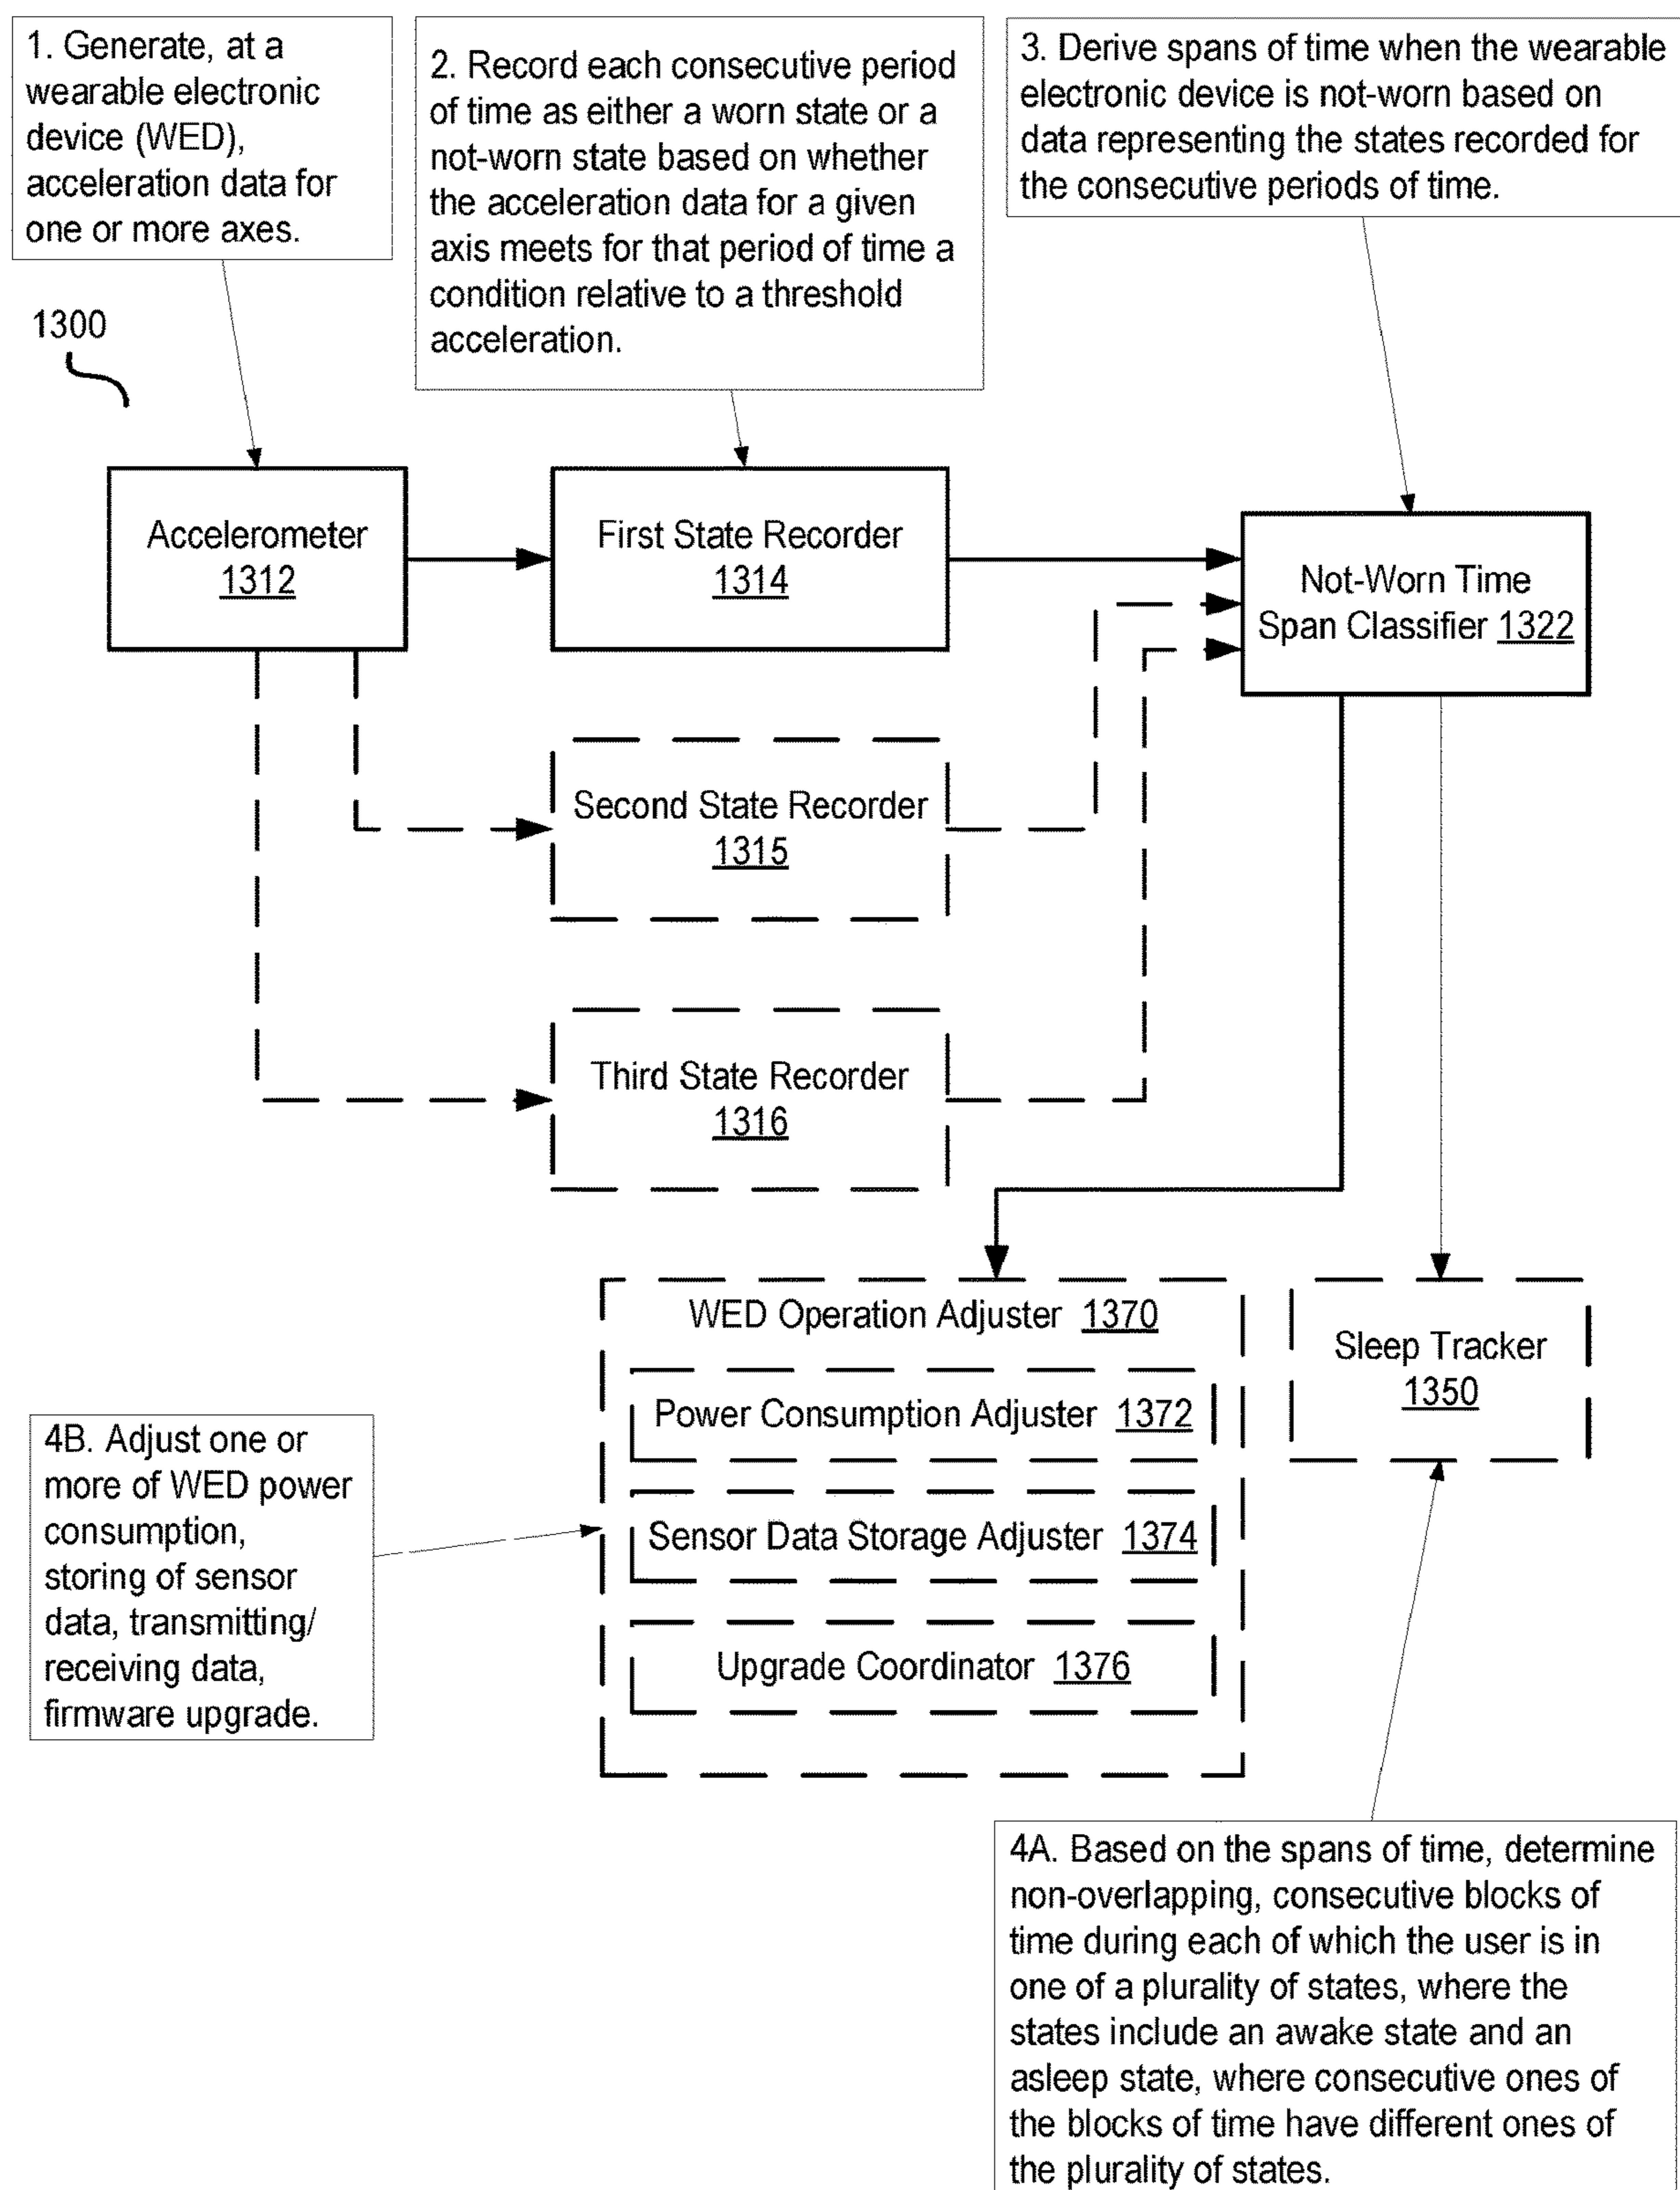 1. Generate, at a
wearable electronic
device (WED),
acceleration data for
one or more axes.
2. Record each consecutive period
of time as either a worn state or a
not-worn state based on whether
the acceleration data for a given
axis meets for that period of time a
condition relative to a threshold
acceleration.
3. Derive spans of time when the wearable
electronic device is not-worn based on
data representing the states recorded for
the consecutive periods of time.
1300
Accelerometer
1312
First State Recorder
1314
Not-Worn Time
Span Classifier 1322
Second State Recorder
1315
Third State Recorder
1316
WED Operation Adjuster 1370
Power Consumption Adjuster 1372
Sensor Data Storage Adjuster 1374
Upgrade Coordinator 1376
Sleep Tracker
1350
4B. Adjust one or
more of WED power
consumption,
storing of sensor
data, transmitting/
receiving data,
firmware upgrade.
4A. Based on the spans of time, determine
non-overlapping, consecutive blocks of
time during each of which the user is in
one of a plurality of states, where the
states include an awake state and an
asleep state, where consecutive ones of
the blocks of time have different ones of
the plurality of states.